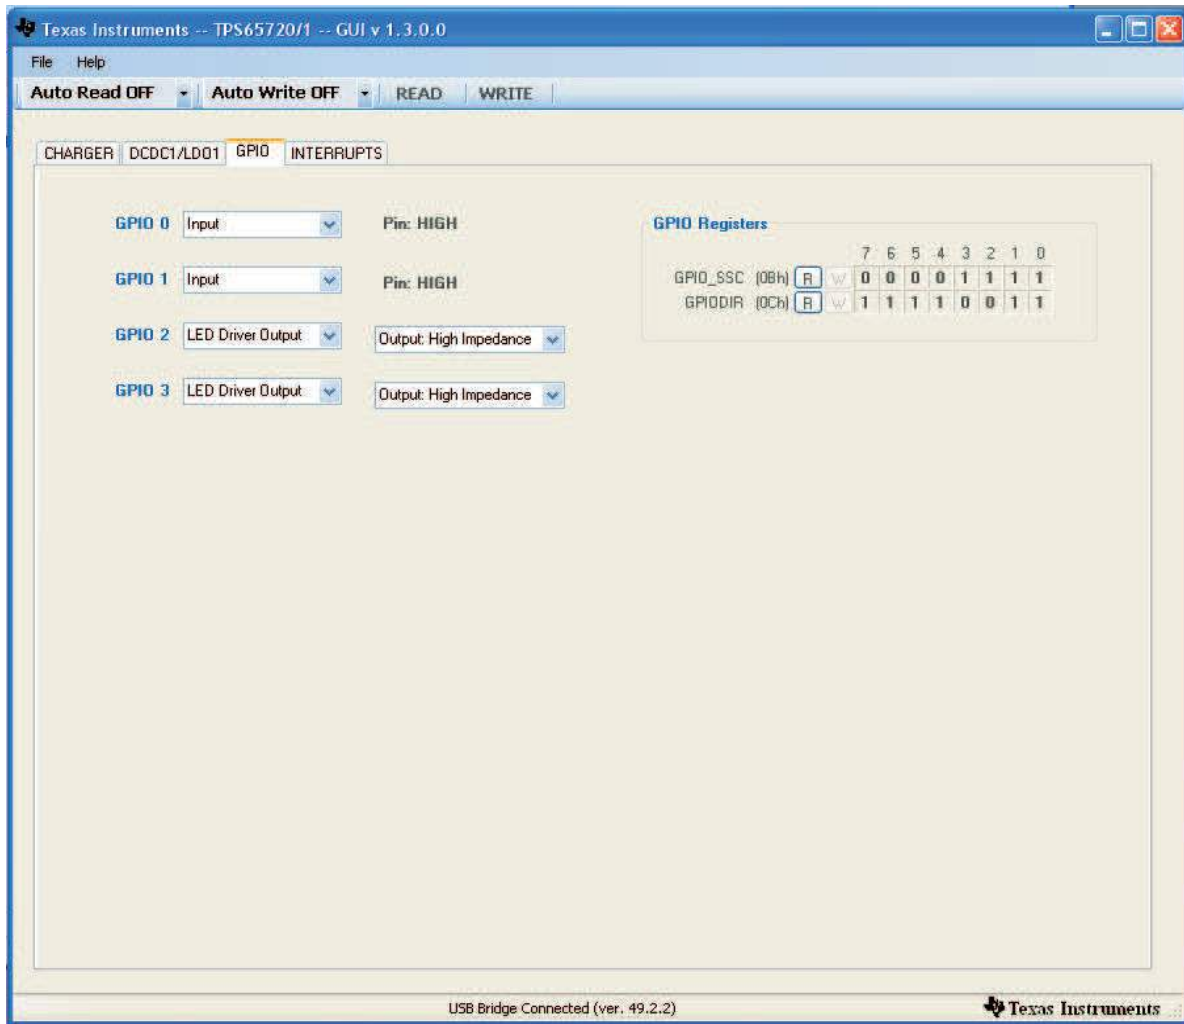 Texas Instruments -- TPS65720/1 -- GUI v 1.3.0.0
File Help
Auto Read OFF Auto Write OFF READ WRITE
CHARGER DCDC1/LDO1 GPIO INTERRUPTS
GPIO 0 Input Pin: HIGH
GPIO 1 Input Pin: HIGH
GPIO 2 LED Driver Output Output: High Impedance
GPIO 3 LED Driver Output Output: High Impedance
GPIO Registers
7 6 5 4 3 2 1 0
GPIO_SSC (0Bh) R W 0 0 0 0 1 1 1 1
GPIODIR (0Ch) R W 1 1 1 1 0 0 1 1
USB Bridge Connected (ver. 49.2.2)
Texas Instruments